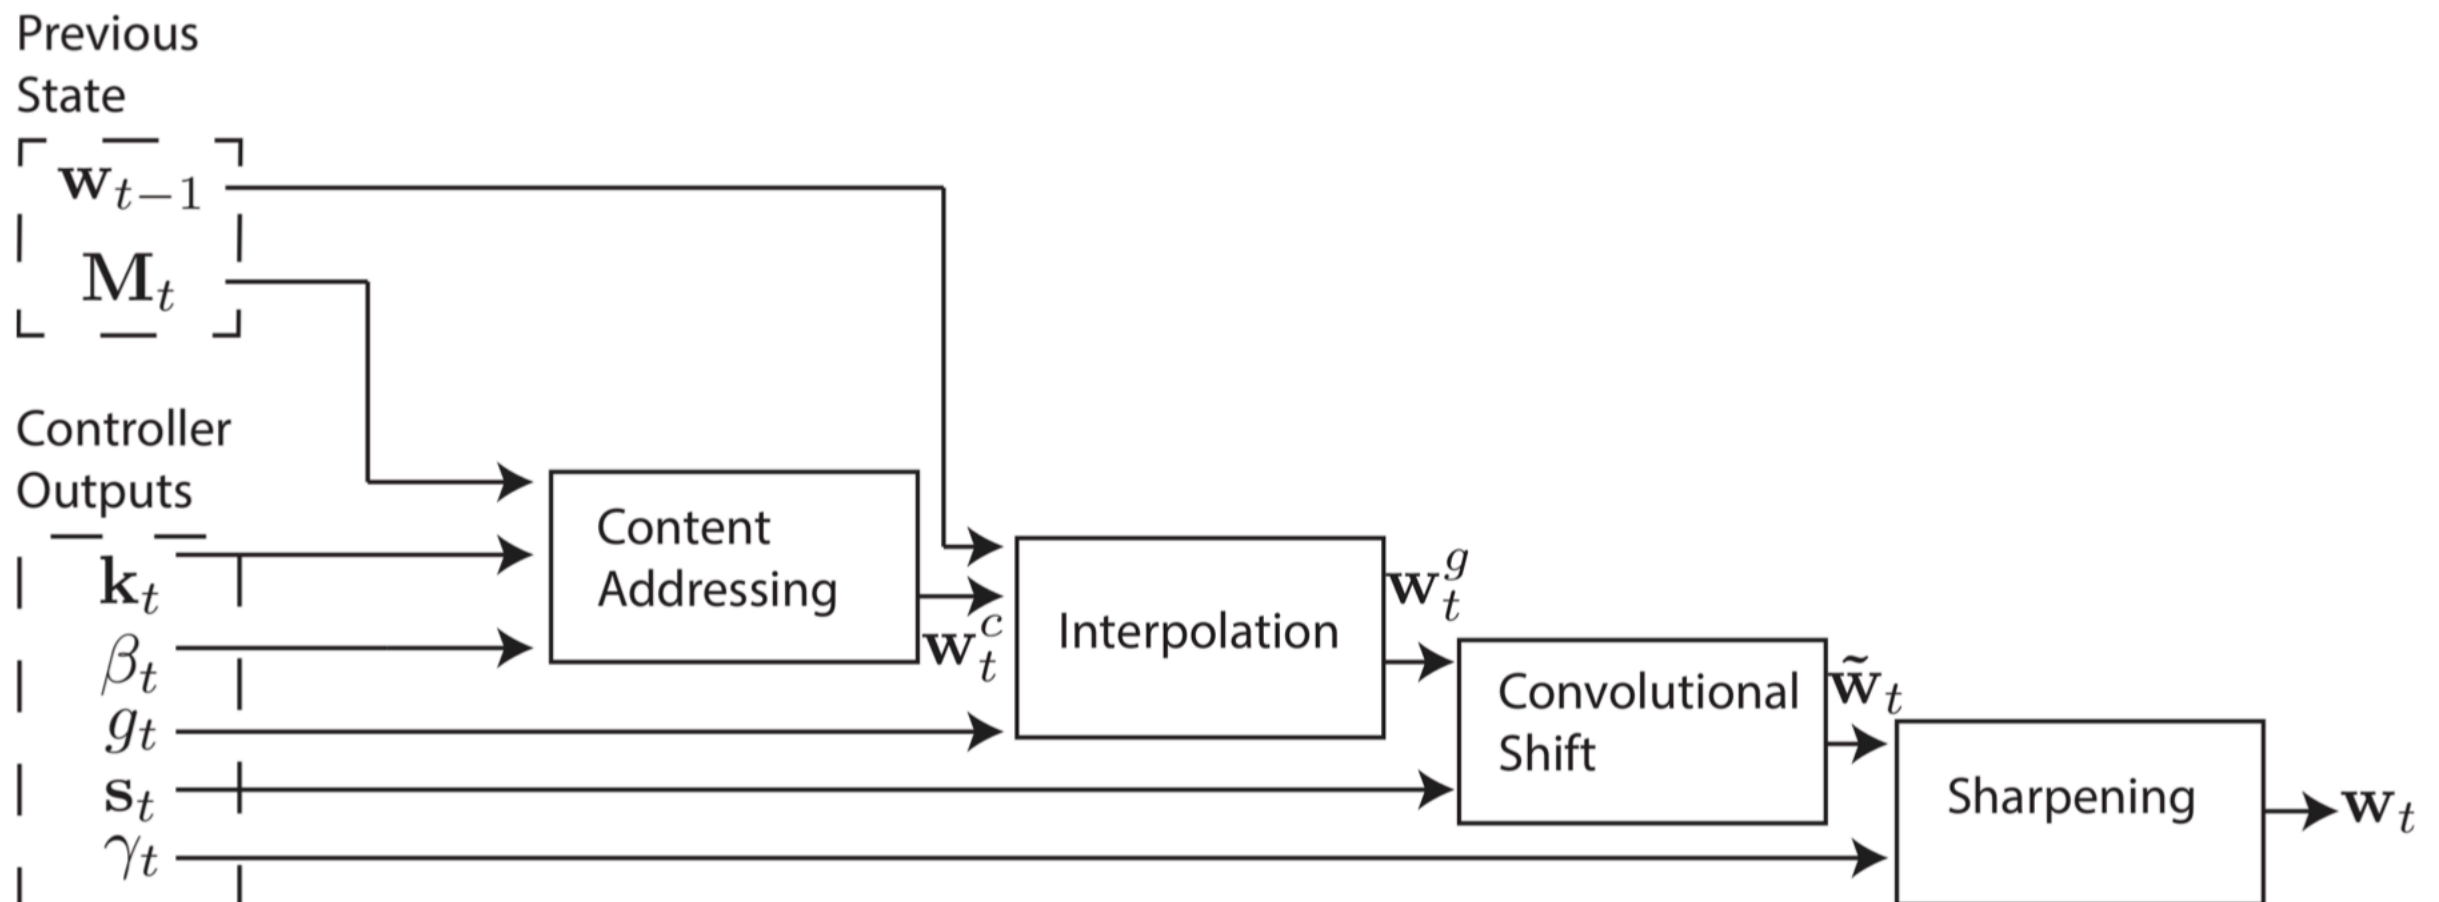 Previous
State
w_{t−1}
M_t
Controller
Outputs
k_t
β_t
g_t
s_t
γ_t
Content
Addressing
w_t^c
Interpolation
w_t^g
Convolutional
Shift
w̃_t
Sharpening
w_t